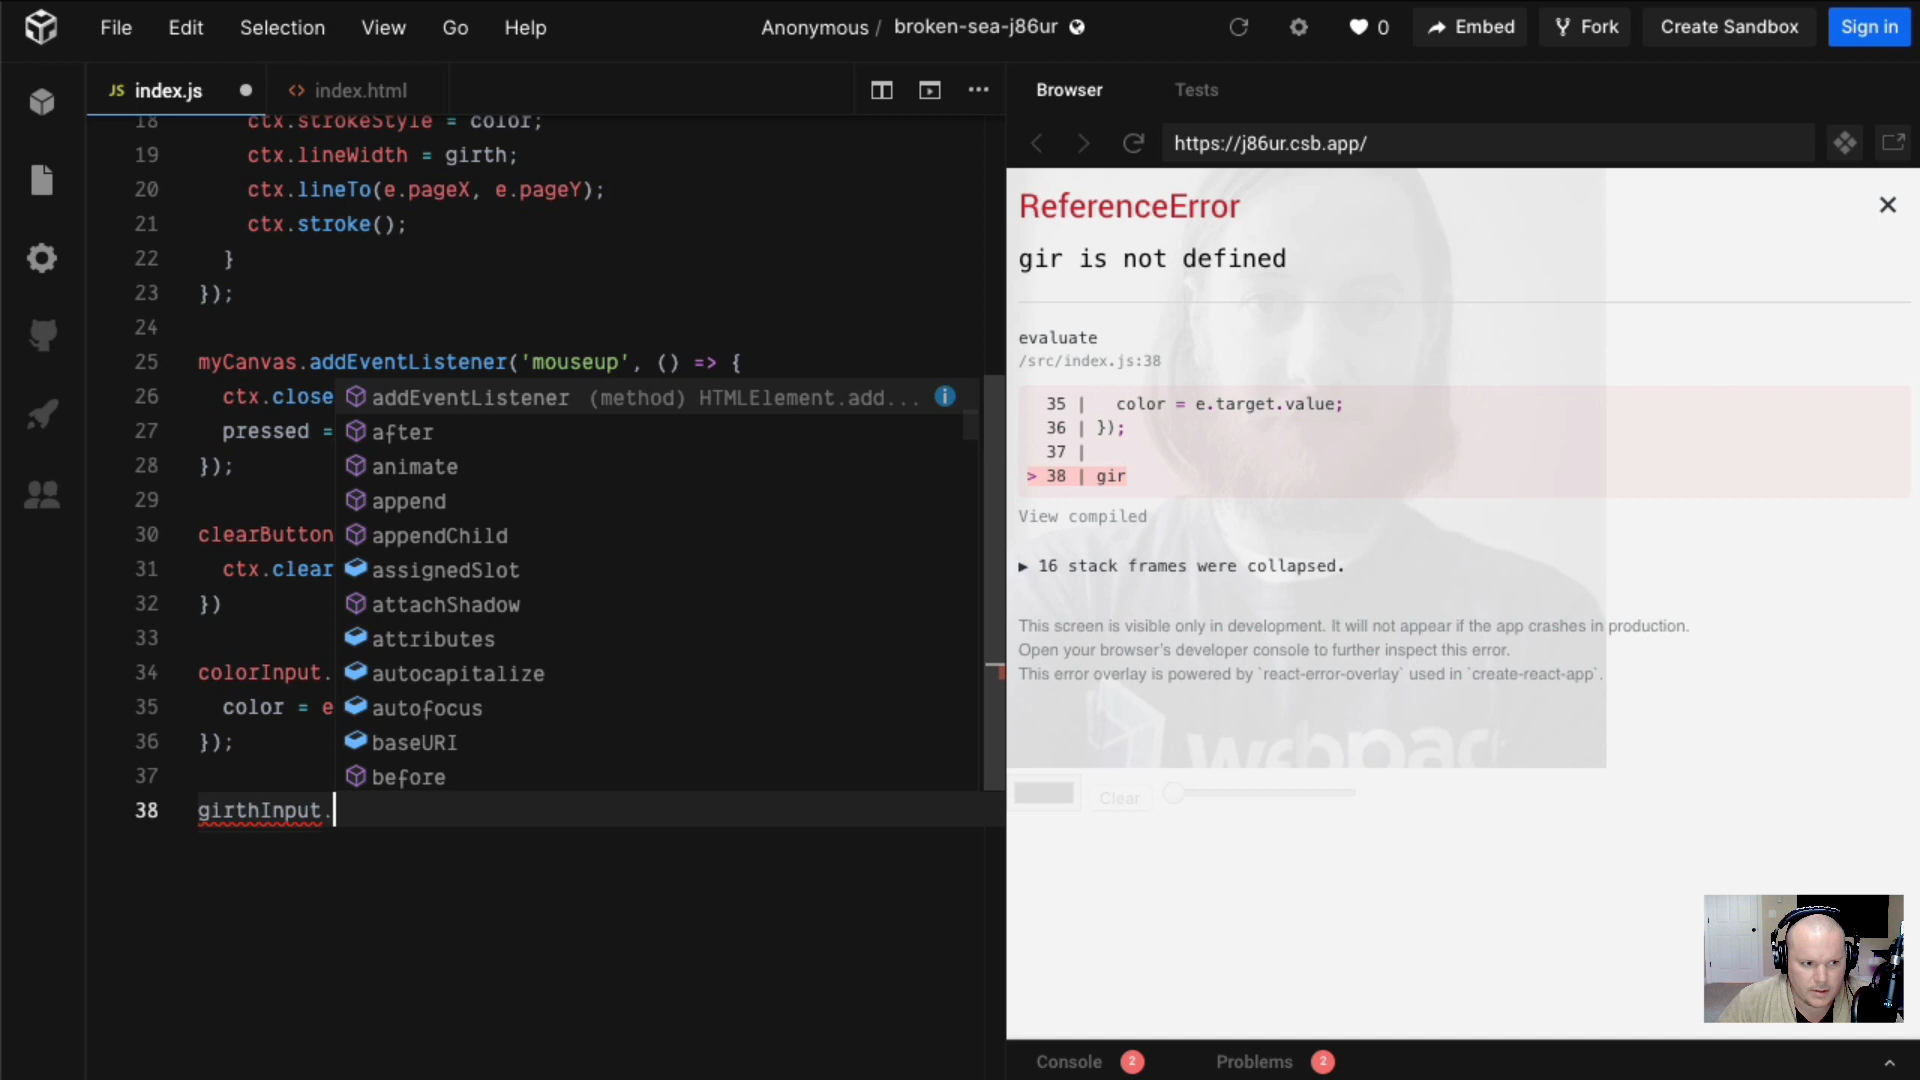 File Edit Selection View Go Help
Anonymous / broken-sea-j86ur
0
Embed
Fork
Create Sandbox
Sign in
JS index.js
<> index.html
Browser
Tests
https://j86ur.csb.app/
18 ctx.strokeStyle = color;
19 ctx.lineWidth = girth;
20 ctx.lineTo(e.pageX, e.pageY);
21 ctx.stroke();
22 }
23 });
24
25 myCanvas.addEventListener('mouseup', () => {
26 ctx.close
27 pressed =
28 });
29
30 clearButton
31 ctx.clear
32 })
33
34 colorInput.
35 color = e
36 });
37
38 girthInput.
addEventListener (method) HTMLElement.add...
after
animate
append
appendChild
assignedSlot
attachShadow
attributes
autocapitalize
autofocus
baseURI
before
ReferenceError
gir is not defined
evaluate
/src/index.js:38
35 | color = e.target.value;
36 | });
37 |
> 38 | gir
View compiled
▶ 16 stack frames were collapsed.
This screen is visible only in development. It will not appear if the app crashes in production.
Open your browser's developer console to further inspect this error.
This error overlay is powered by `react-error-overlay` used in `create-react-app`.
webpac
Clear
Console 2
Problems 2